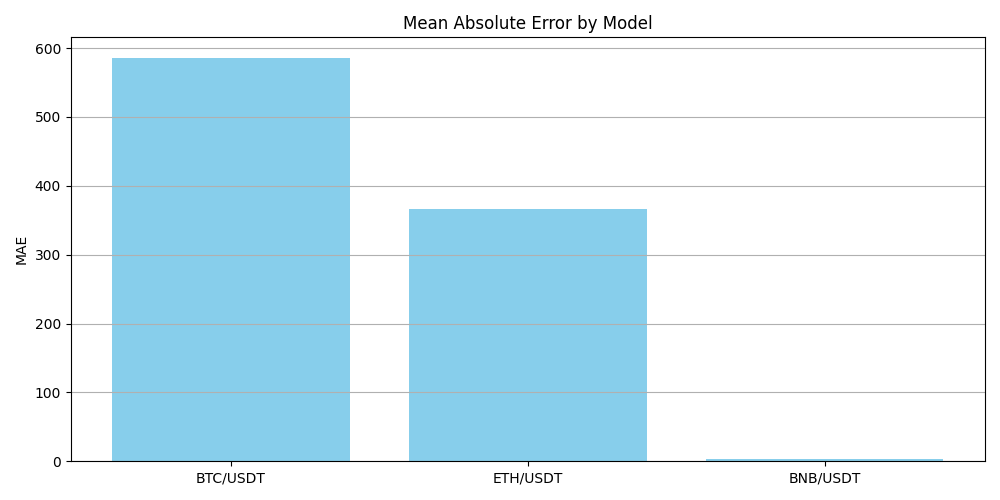 Mean Absolute Error by Model
600
500
400
300
200
100
0
MAE
BTC/USDT
ETH/USDT
BNB/USDT